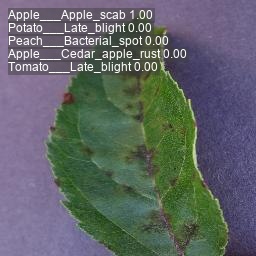 Apple___Apple_scab 1.00
Potato___Late_blight 0.00
Peach___Bacterial_spot 0.00
Apple___Cedar_apple_rust 0.00
Tomato___Late_blight 0.00